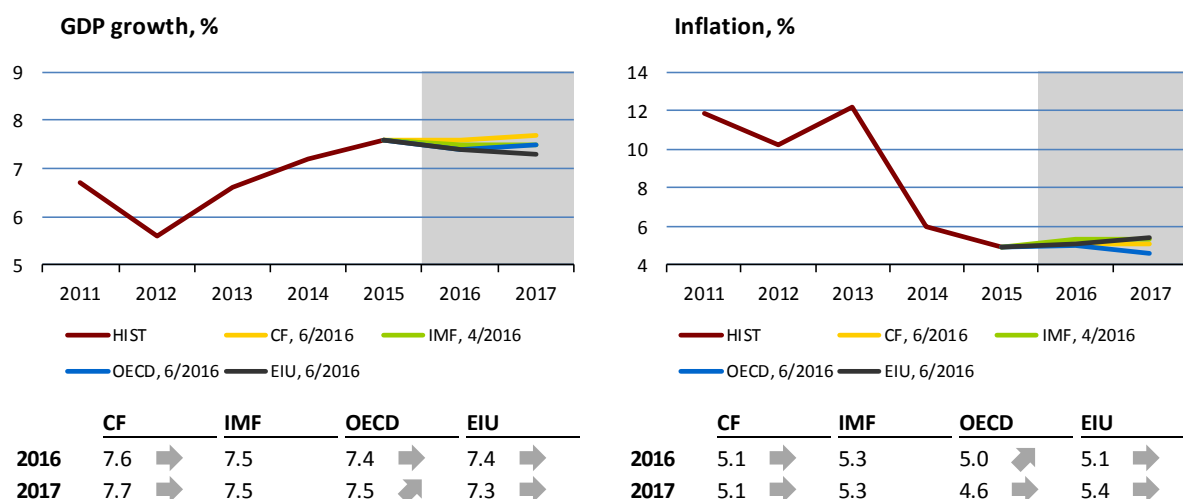 GDP growth, %
9
8
7
6
5
2011 2012 2013 2014 2015 2016 2017
HIST CF, 6/2016 IMF, 4/2016
OECD, 6/2016 EIU, 6/2016
CF IMF OECD EIU
2016 7.6 7.5 7.4 7.4
2017 7.7 7.5 7.5 7.3
Inflation, %
14
12
10
8
6
4
2011 2012 2013 2014 2015 2016 2017
HIST CF, 6/2016 IMF, 4/2016
OECD, 6/2016 EIU, 6/2016
CF IMF OECD EIU
2016 5.1 5.3 5.0 5.1
2017 5.1 5.3 4.6 5.4